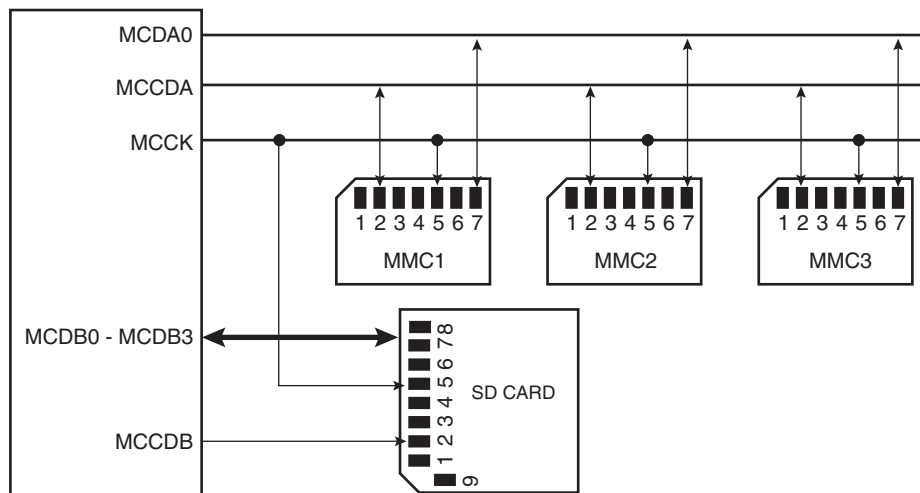 MCDA0
MCCDA
MCCK
1 2 3 4 5 6 7
MMC1
1 2 3 4 5 6 7
MMC2
1 2 3 4 5 6 7
MMC3
MCDB0 - MCDB3
1 2 3 4 5 6 7 8
9
SD CARD
MCCDB